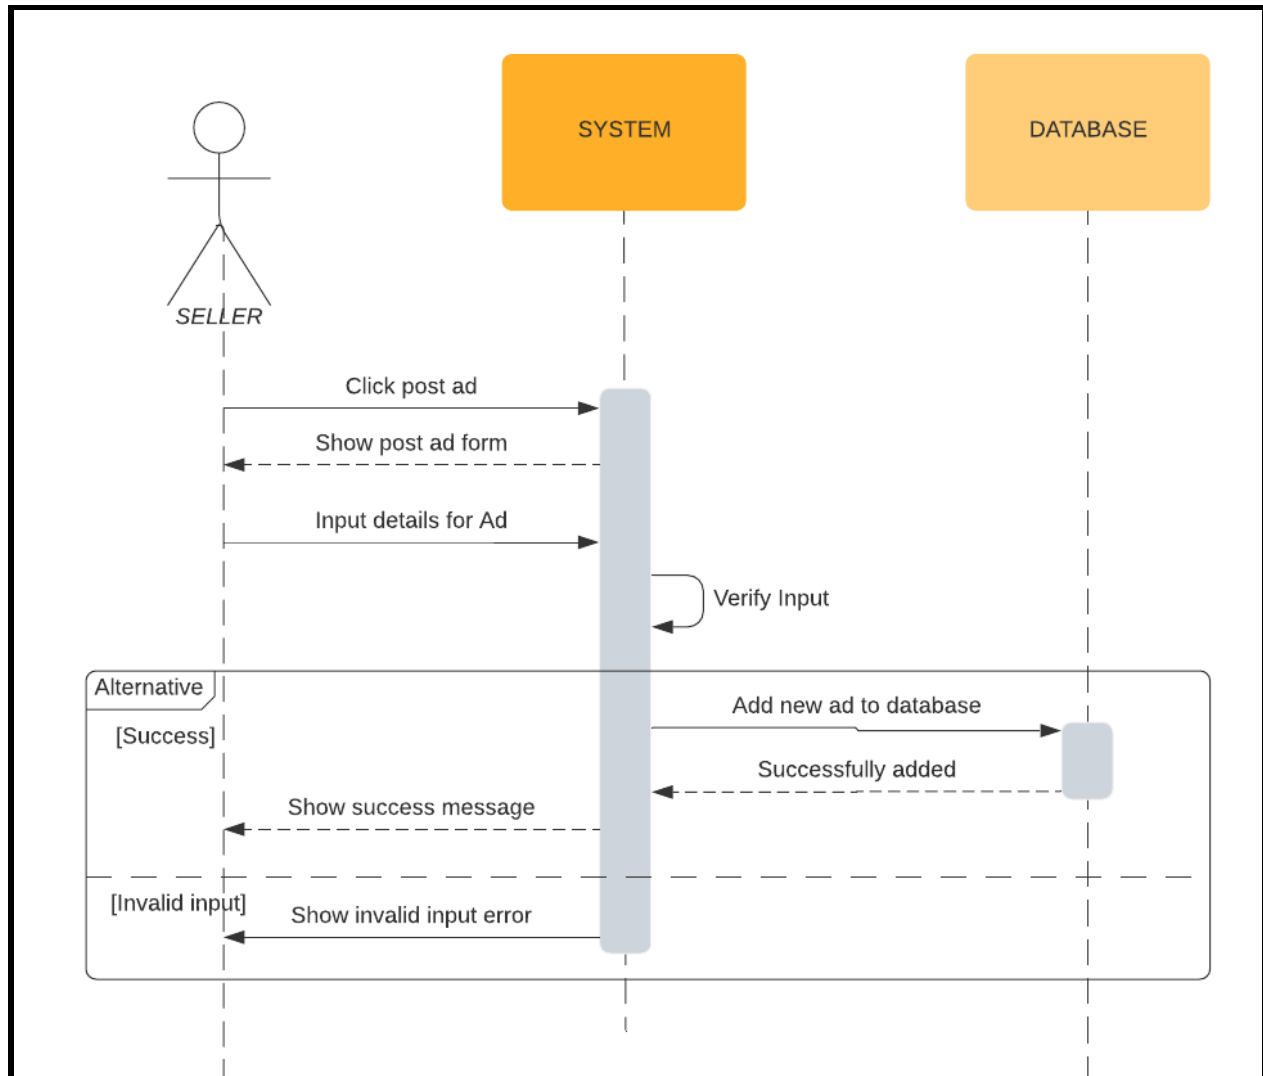 SYSTEM
DATABASE
SELLER
Click post ad
Show post ad form
Input details for Ad
Verify Input
Alternative
Add new ad to database
[Success]
Successfully added
Show success message
[Invalid input]
Show invalid input error